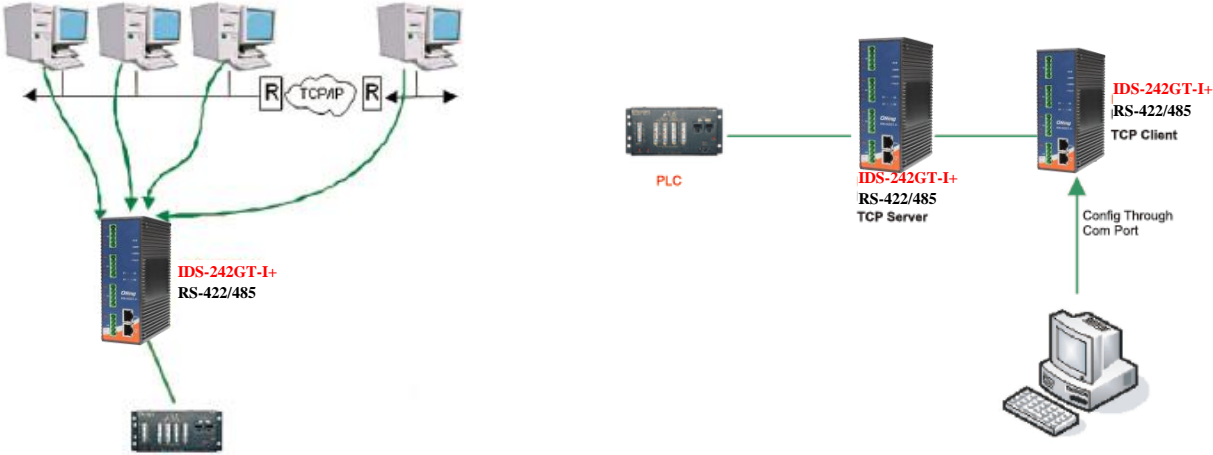 R
TCP/IP
R
IDS-242GT-I+
RS-422/485
PLC
IDS-242GT-I+
RS-422/485
TCP Server
IDS-242GT-I+
RS-422/485
TCP Client
Config Through
Com Port